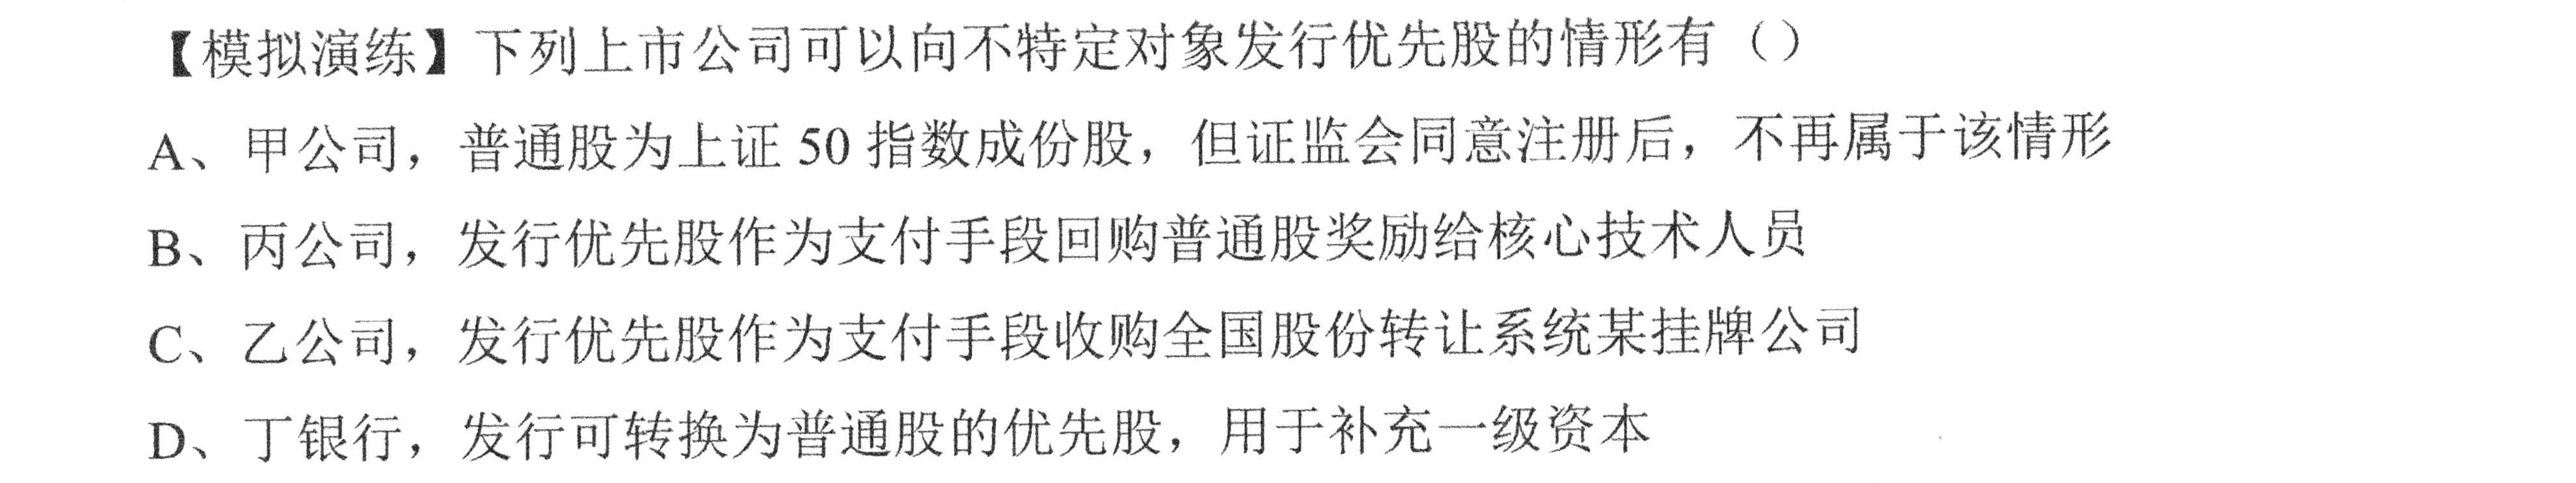 【模拟演练】下列上市公司可以向不特定对象发行优先股的情形有（）
A、甲公司，普通股为上证 50 指数成份股，但证监会同意注册后，不再属于该情形
B、丙公司，发行优先股作为支付手段回购普通股奖励给核心技术人员
C、乙公司，发行优先股作为支付手段收购全国股份转让系统某挂牌公司
D、丁银行，发行可转换为普通股的优先股，用于补充一级资本